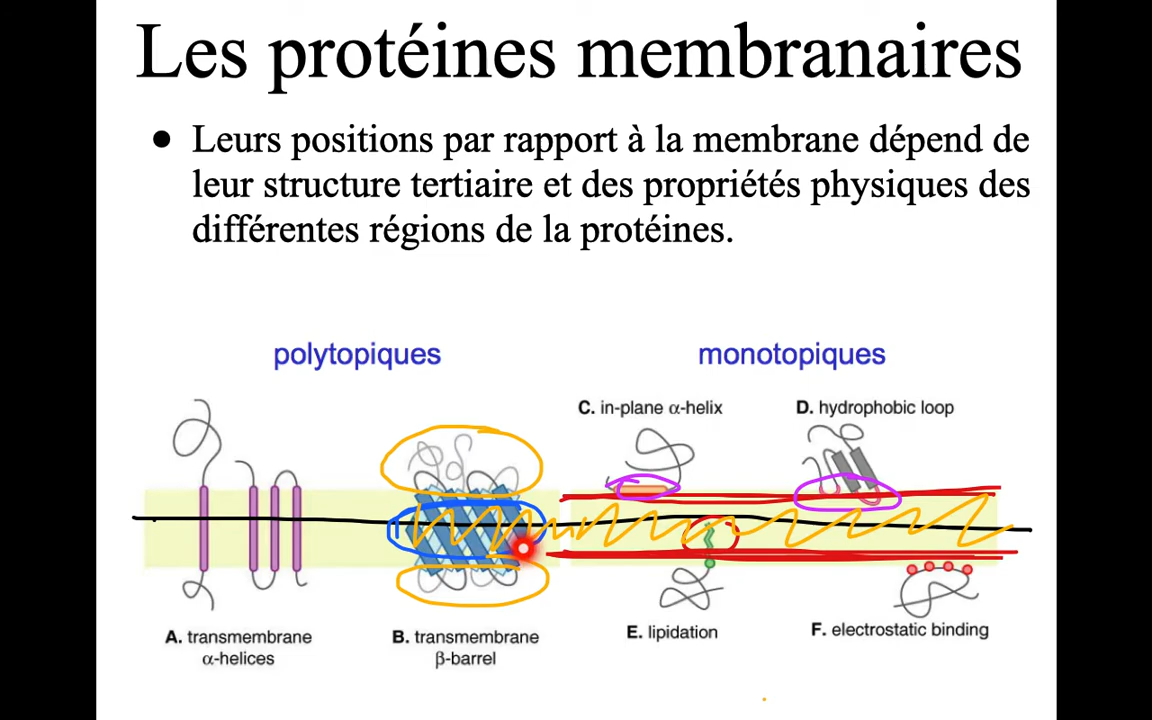 Les protéines membranaires
• Leurs positions par rapport à la membrane dépend de
leur structure tertiaire et des propriétés physiques des
différentes régions de la protéines.
polytopiques
monotopiques
C. in-plane α-helix
D. hydrophobic loop
A. transmembrane
α-helices
B. transmembrane
β-barrel
E. lipidation
F. electrostatic binding